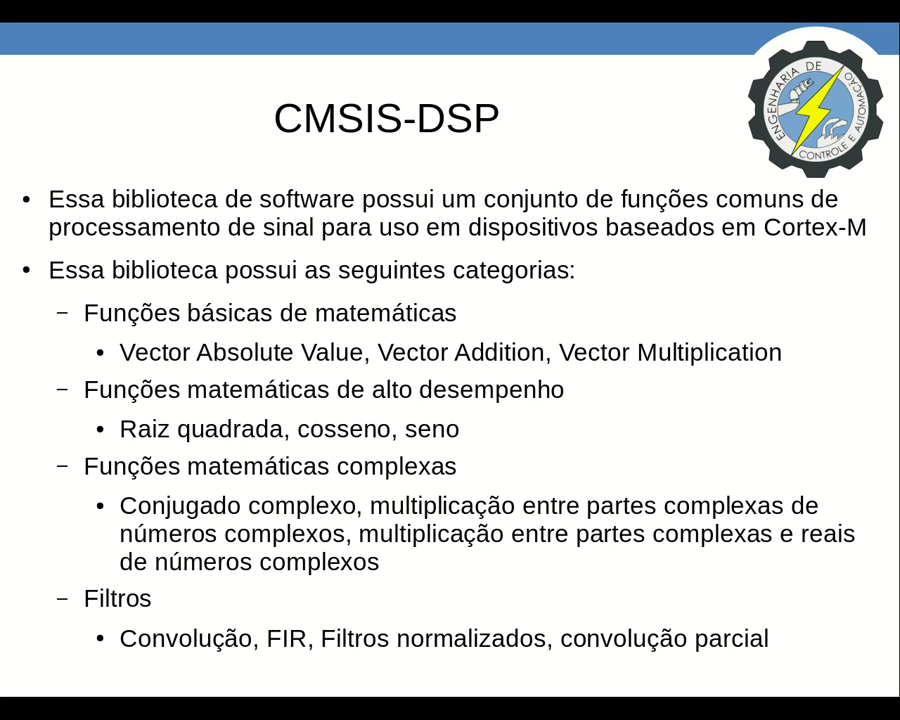 ENGENHARIA DE
CONTROLE E AUTOMAÇÃO
CMSIS-DSP
• Essa biblioteca de software possui um conjunto de funções comuns de
processamento de sinal para uso em dispositivos baseados em Cortex-M
• Essa biblioteca possui as seguintes categorias:
– Funções básicas de matemáticas
• Vector Absolute Value, Vector Addition, Vector Multiplication
– Funções matemáticas de alto desempenho
• Raiz quadrada, cosseno, seno
– Funções matemáticas complexas
• Conjugado complexo, multiplicação entre partes complexas de
números complexos, multiplicação entre partes complexas e reais
de números complexos
– Filtros
• Convolução, FIR, Filtros normalizados, convolução parcial